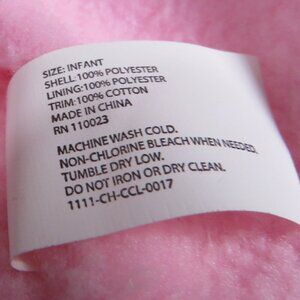 SIZE: INFANT
SHELL:100% POLYESTER
LINING:100% POLYESTER
TRIM:100% COTTON
MADE IN CHINA
RN 110023
MACHINE WASH COLD.
NON-CHLORINE BLEACH WHEN NEEDED.
TUMBLE DRY LOW.
DO NOT IRON OR DRY CLEAN.
1111-CH-CCL-0017